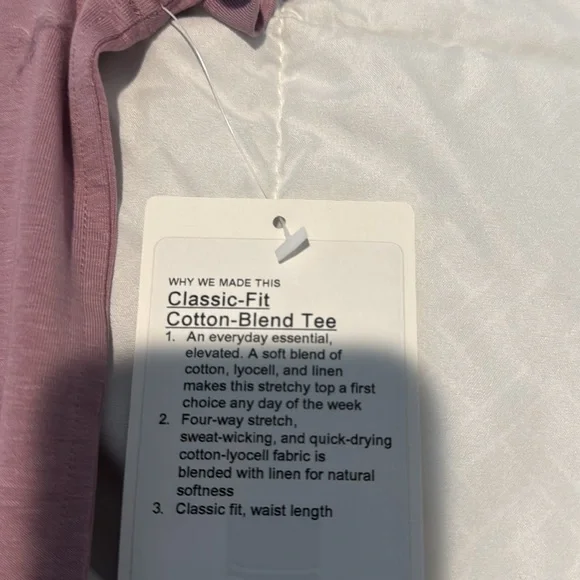 WHY WE MADE THIS
Classic-Fit
Cotton-Blend Tee
1. An everyday essential,
elevated. A soft blend of
cotton, lyocell, and linen
makes this stretchy top a first
choice any day of the week
2. Four-way stretch,
sweat-wicking, and quick-drying
cotton-lyocell fabric is
blended with linen for natural
softness
3. Classic fit, waist length